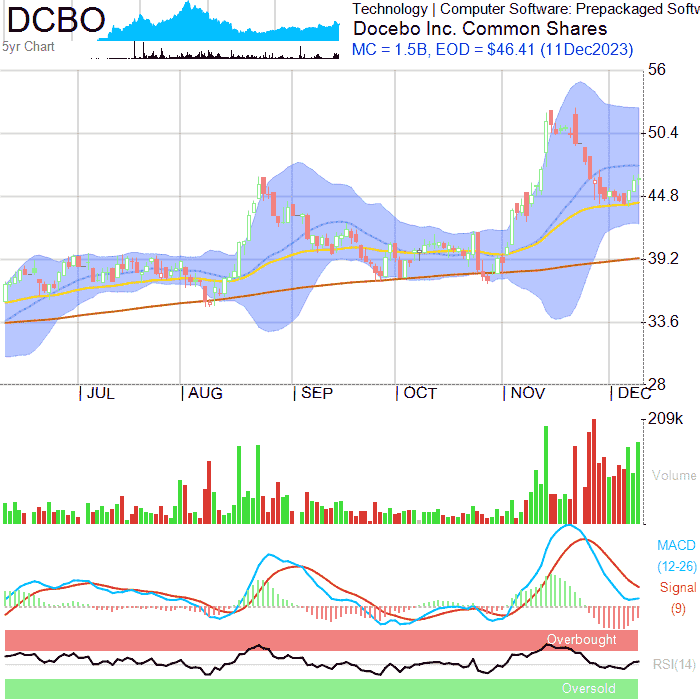 DCBO
5yr Chart
Technology | Computer Software: Prepackaged Softw
Docebo Inc. Common Shares
MC = 1.5B, EOD = $46.41 (11Dec2023)
56
50.4
44.8
39.2
33.6
28
| JUL | AUG | SEP | OCT | NOV | DEC
209k
Volume
MACD
(12-26)
Signal
(9)
Overbought
RSI(14)
Oversold